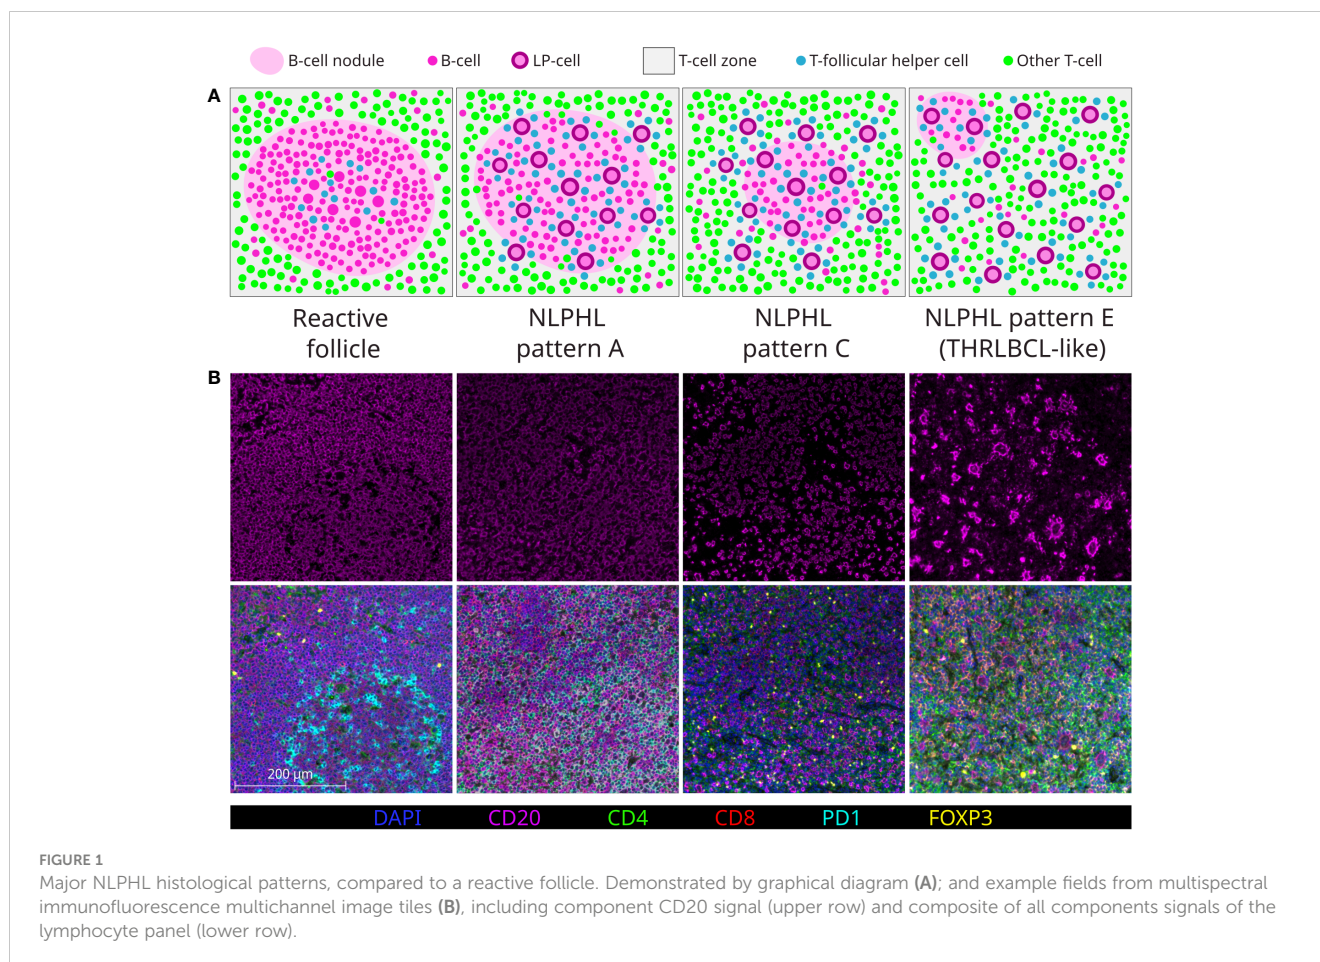 B-cell nodule B-cell LP-cell T-cell zone T-follicular helper cell Other T-cell
A
Reactive follicle
NLPHL pattern A
NLPHL pattern C
NLPHL pattern E (THRLBCL-like)
B
200 µm
DAPI CD20 CD4 CD8 PD1 FOXP3
FIGURE 1
Major NLPHL histological patterns, compared to a reactive follicle. Demonstrated by graphical diagram (A); and example fields from multispectral
immunofluorescence multichannel image tiles (B), including component CD20 signal (upper row) and composite of all components signals of the
lymphocyte panel (lower row).